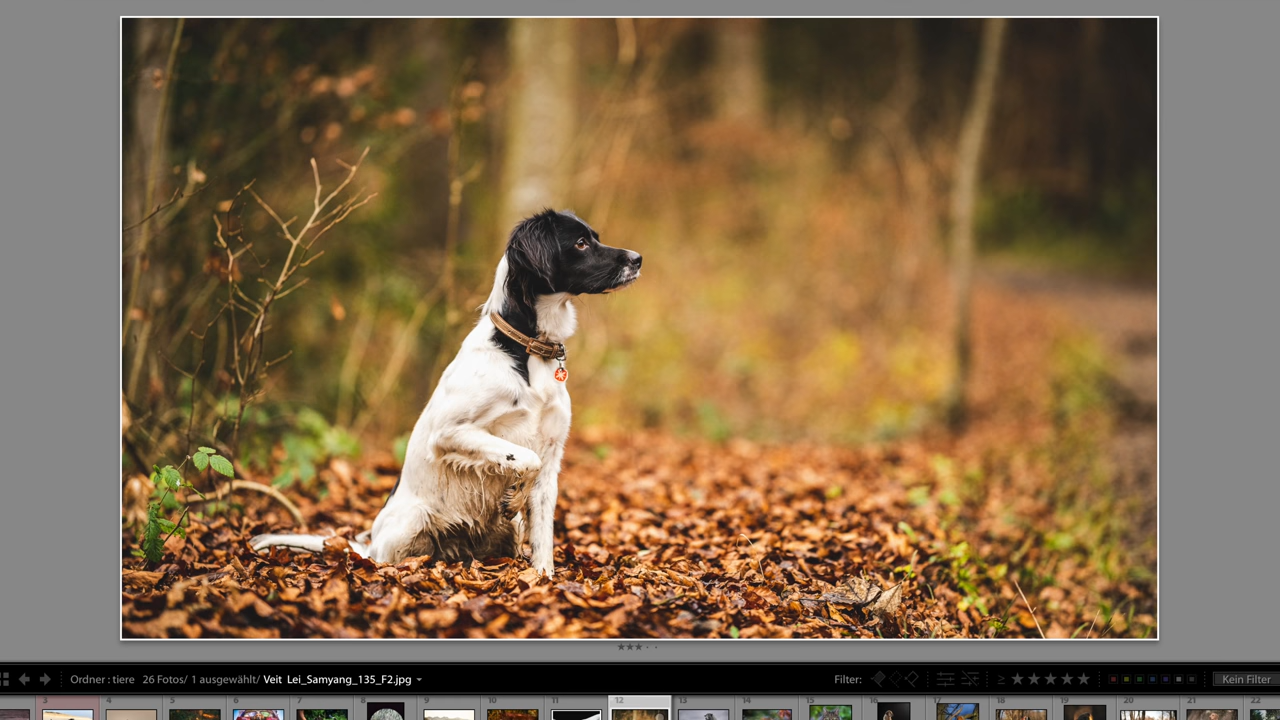 Ordner : tiere 26 Fotos/ 1 ausgewählt/ Veit Lei_Samyang_135_F2.jpg
Filter:
Kein Filter
3 4 5 6 7 8 9 10 11 12 13 14 15 16 17 18 19 20 21 22